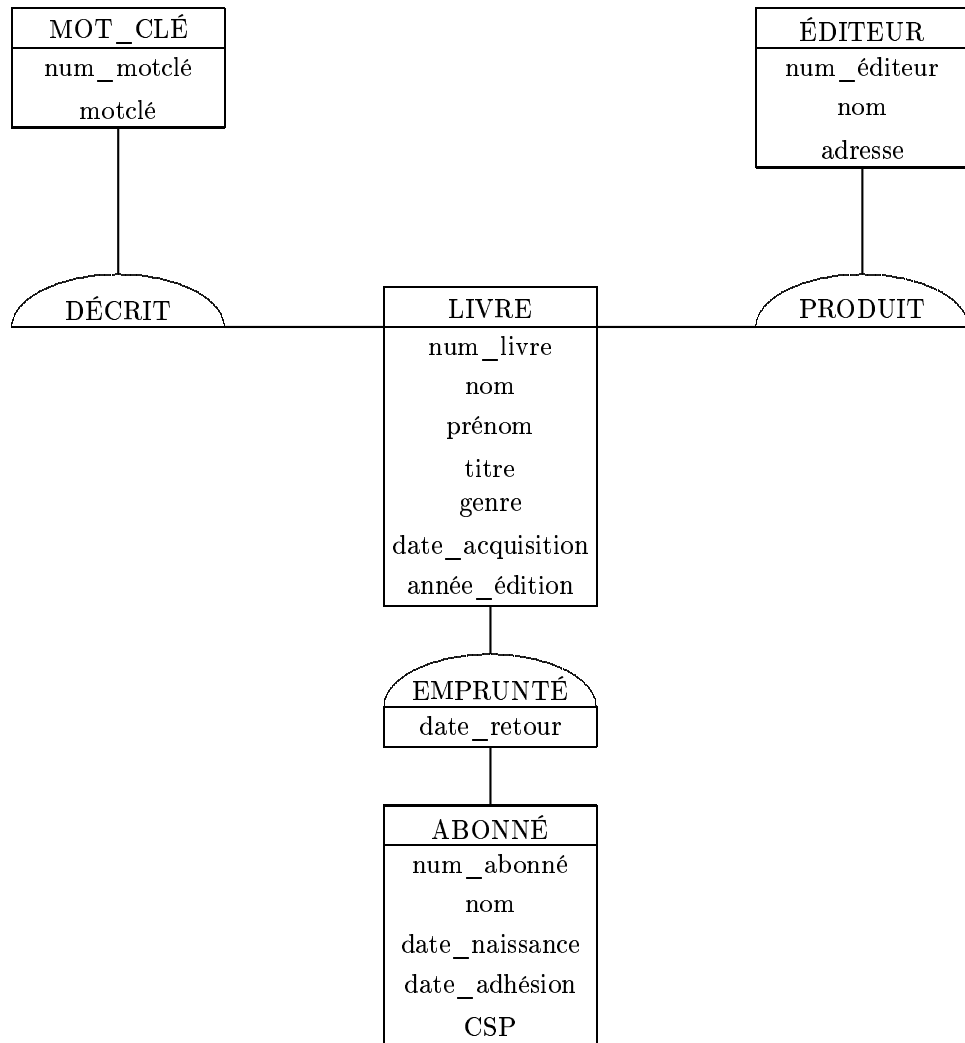 MOT_CLÉ
num_motclé
motclé
ÉDITEUR
num_éditeur
nom
adresse
DÉCRIT
PRODUIT
LIVRE
num_livre
nom
prénom
titre
genre
date_acquisition
année_édition
EMPRUNTÉ
date_retour
ABONNÉ
num_abonné
nom
date_naissance
date_adhésion
CSP